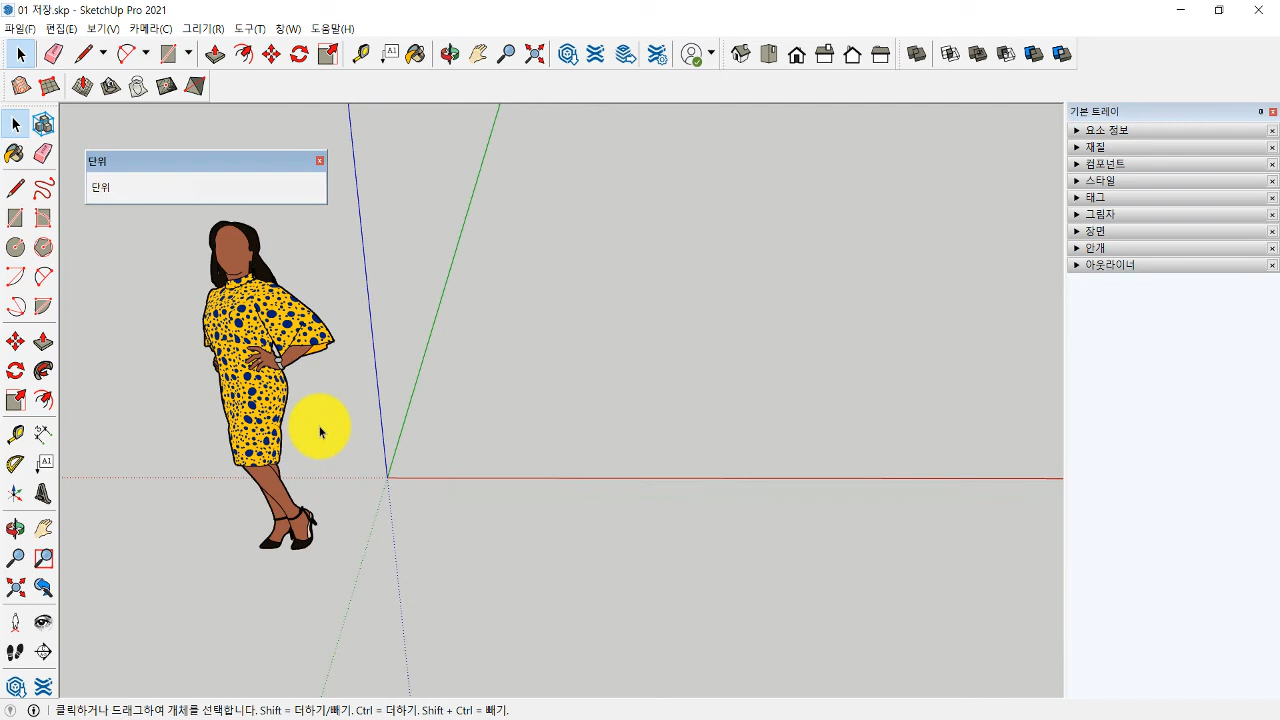 01 저장.skp - SketchUp Pro 2021
파일(F) 편집(E) 보기(V) 카메라(C) 그리기(R) 도구(T) 창(W) 도움말(H)
A1
기본 트레이
요소 정보
재질
컴포넌트
스타일
태그
그림자
장면
안개
아웃라이너
단위
단위
A1
클릭하거나 드래그하여 개체를 선택합니다. Shift = 더하기/빼기. Ctrl = 더하기. Shift + Ctrl = 빼기.